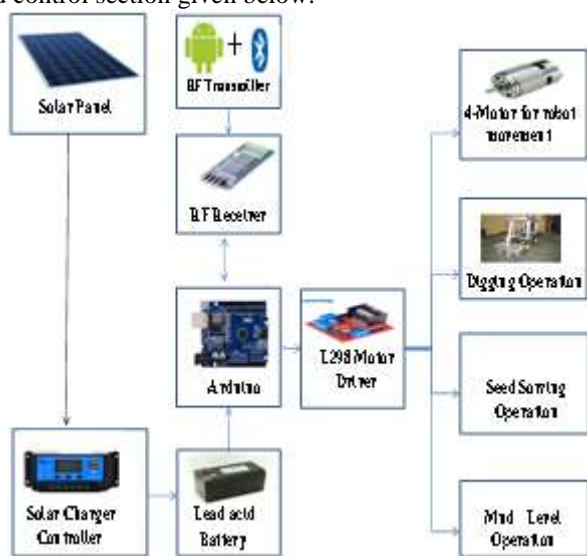 d control section given below:
Solar Panel
+
RF Transmitter
4-Motor for robot
movement
RF Receiver
Digging Operation
Arduino
L298 Motor
Driver
Seed Sowing
Operation
Solar Charger
Controller
Lead acid
Battery
Mud Level
Operation